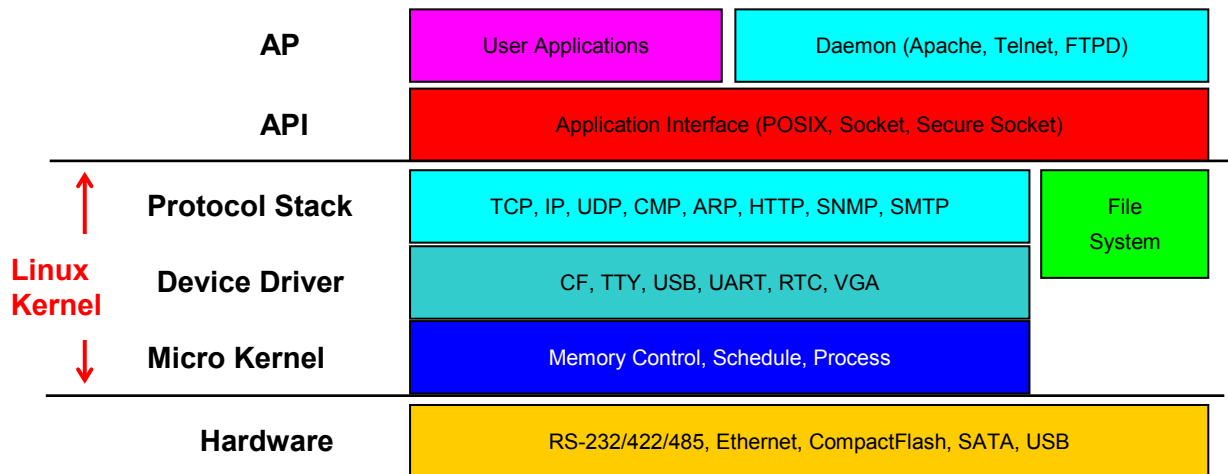 AP
User Applications
Daemon (Apache, Telnet, FTPD)
API
Application Interface (POSIX, Socket, Secure Socket)
Linux
Kernel
Protocol Stack
TCP, IP, UDP, CMP, ARP, HTTP, SNMP, SMTP
File
System
Device Driver
CF, TTY, USB, UART, RTC, VGA
Micro Kernel
Memory Control, Schedule, Process
Hardware
RS-232/422/485, Ethernet, CompactFlash, SATA, USB